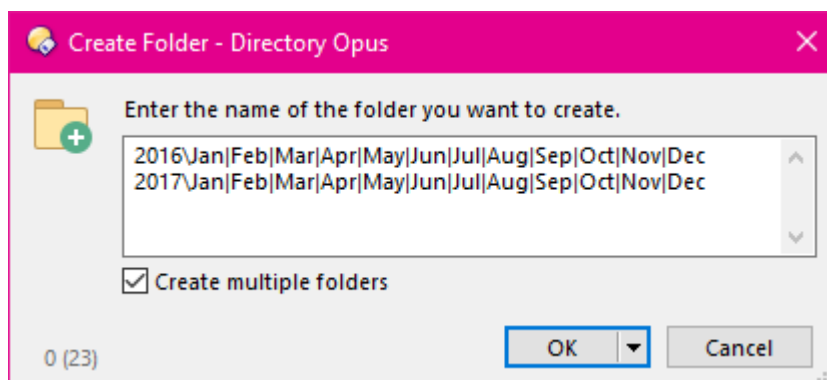 Create Folder - Directory Opus
Enter the name of the folder you want to create.
2016\Jan|Feb|Mar|Apr|May|Jun|Jul|Aug|Sep|Oct|Nov|Dec
2017\Jan|Feb|Mar|Apr|May|Jun|Jul|Aug|Sep|Oct|Nov|Dec
Create multiple folders
0 (23)
OK
Cancel